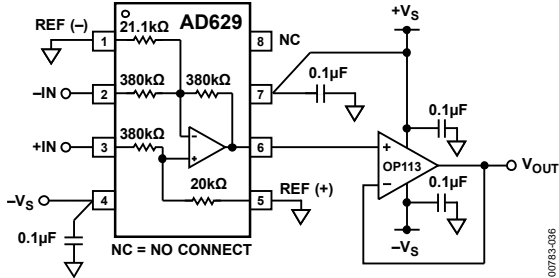 REF (–)
21.1kΩ
AD629
1
8
NC
+VS
–IN
380kΩ
380kΩ
2
7
0.1µF
0.1µF
+IN
380kΩ
3
6
–
+
+
–
OP113
VOUT
20kΩ
–VS
4
5
REF (+)
0.1µF
0.1µF
NC = NO CONNECT
–VS
00783-036